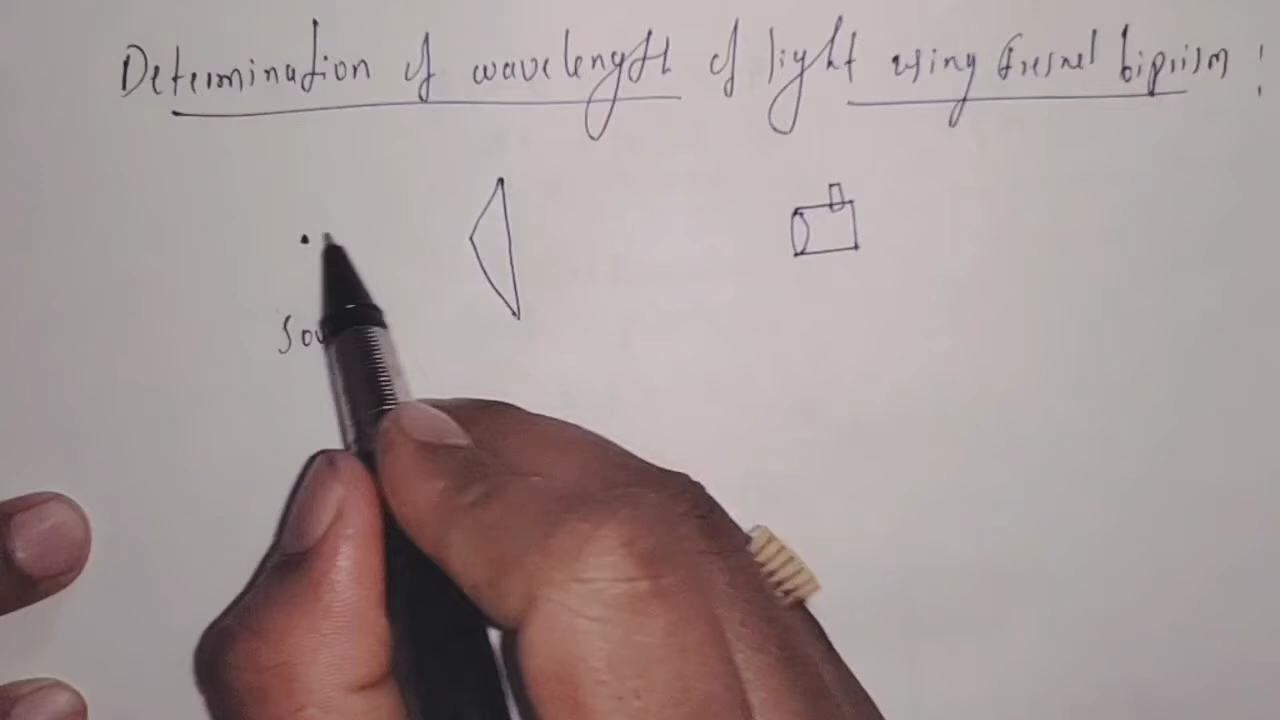 Determination of wavelength of light using fresnel biprism :
Sou